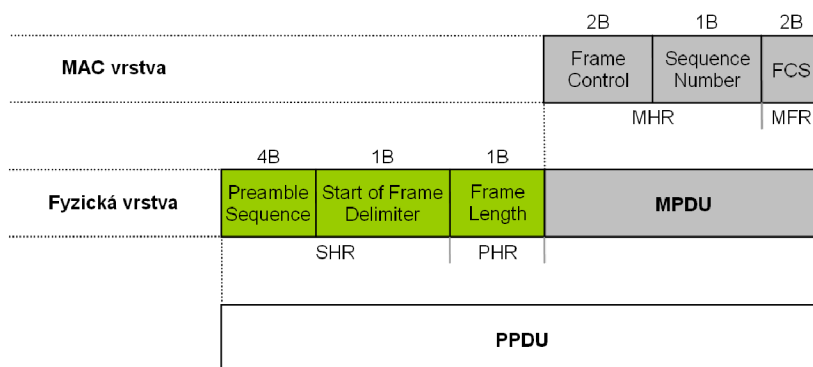 2B 1B 2B
MAC vrstva
Frame Control
Sequence Number
FCS
MHR MFR
4B 1B 1B
Fyzická vrstva
Preamble Sequence
Start of Frame Delimiter
Frame Length
MPDU
SHR PHR
PPDU